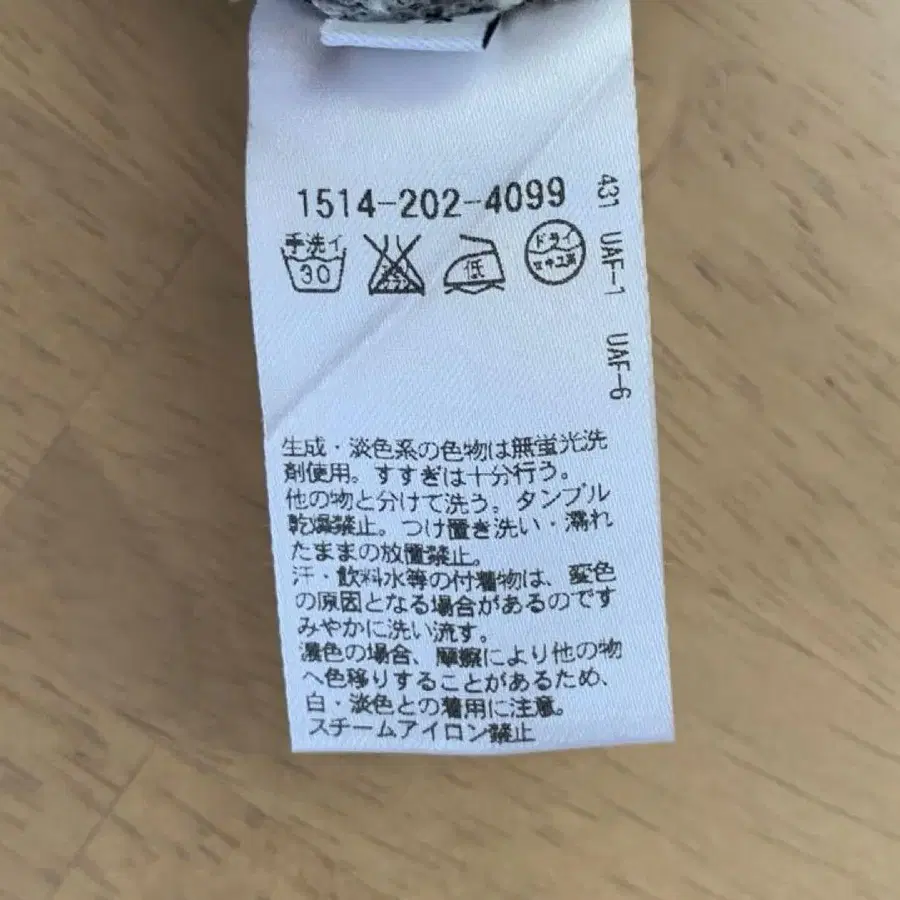 1514-202-4099
手洗イ
30
低
ドライ
セキユ系
431 UAF-1 UAF-6
生成・淡色系の色物は無蛍光洗
剤使用。すすぎは十分行う。
他の物と分けて洗う。タンブル
乾燥禁止。つけ置き洗い・濡れ
たままの放置禁止。
汗・飲料水等の付着物は、変色
の原因となる場合があるのです
みやかに洗い流す。
濃色の場合、摩擦により他の物
へ色移りすることがあるため、
白・淡色との着用に注意。
スチームアイロン禁止